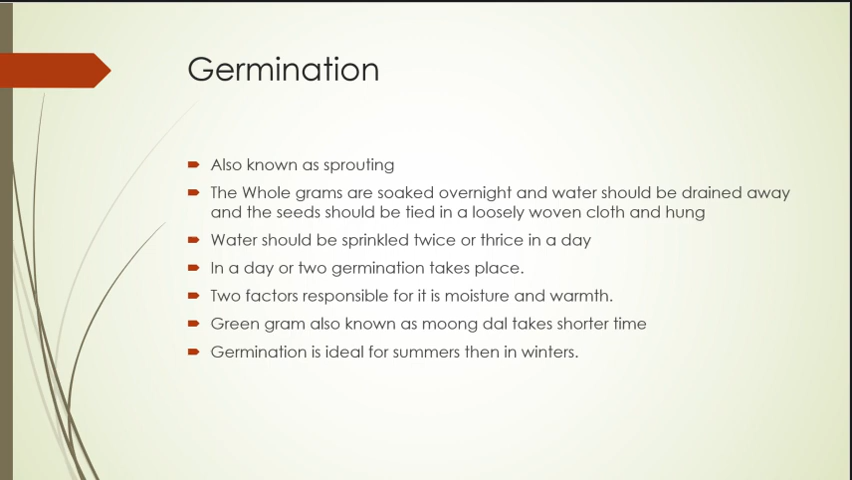 Germination
Also known as sprouting
The Whole grams are soaked overnight and water should be drained away
and the seeds should be tied in a loosely woven cloth and hung
Water should be sprinkled twice or thrice in a day
In a day or two germination takes place.
Two factors responsible for it is moisture and warmth.
Green gram also known as moong dal takes shorter time
Germination is ideal for summers then in winters.